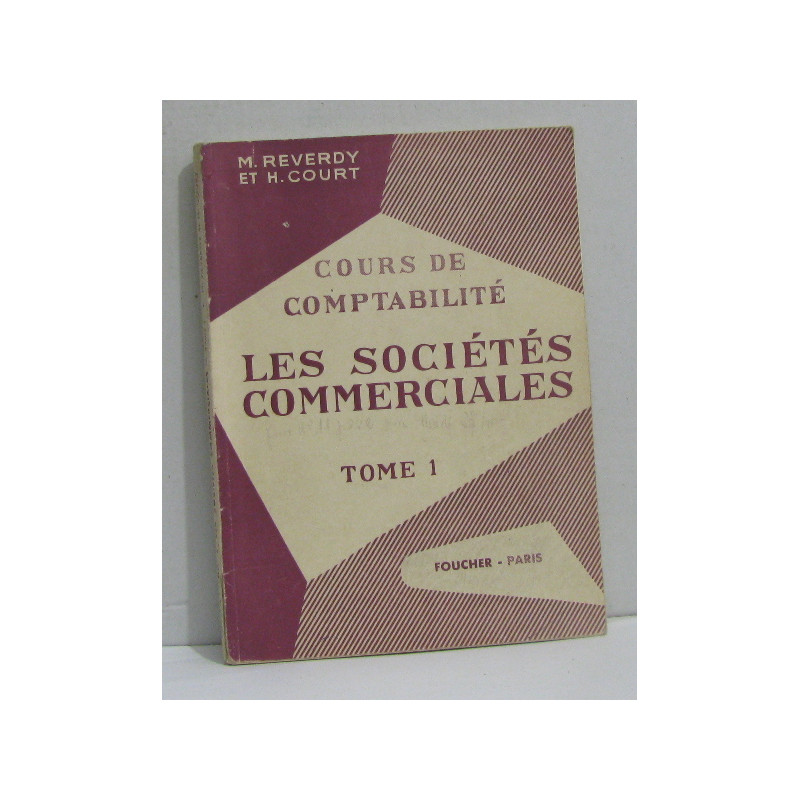 M. REVERDY
ET H. COURT
COURS DE
COMPTABILITÉ
LES SOCIÉTÉS
COMMERCIALES
TOME 1
FOUCHER - PARIS